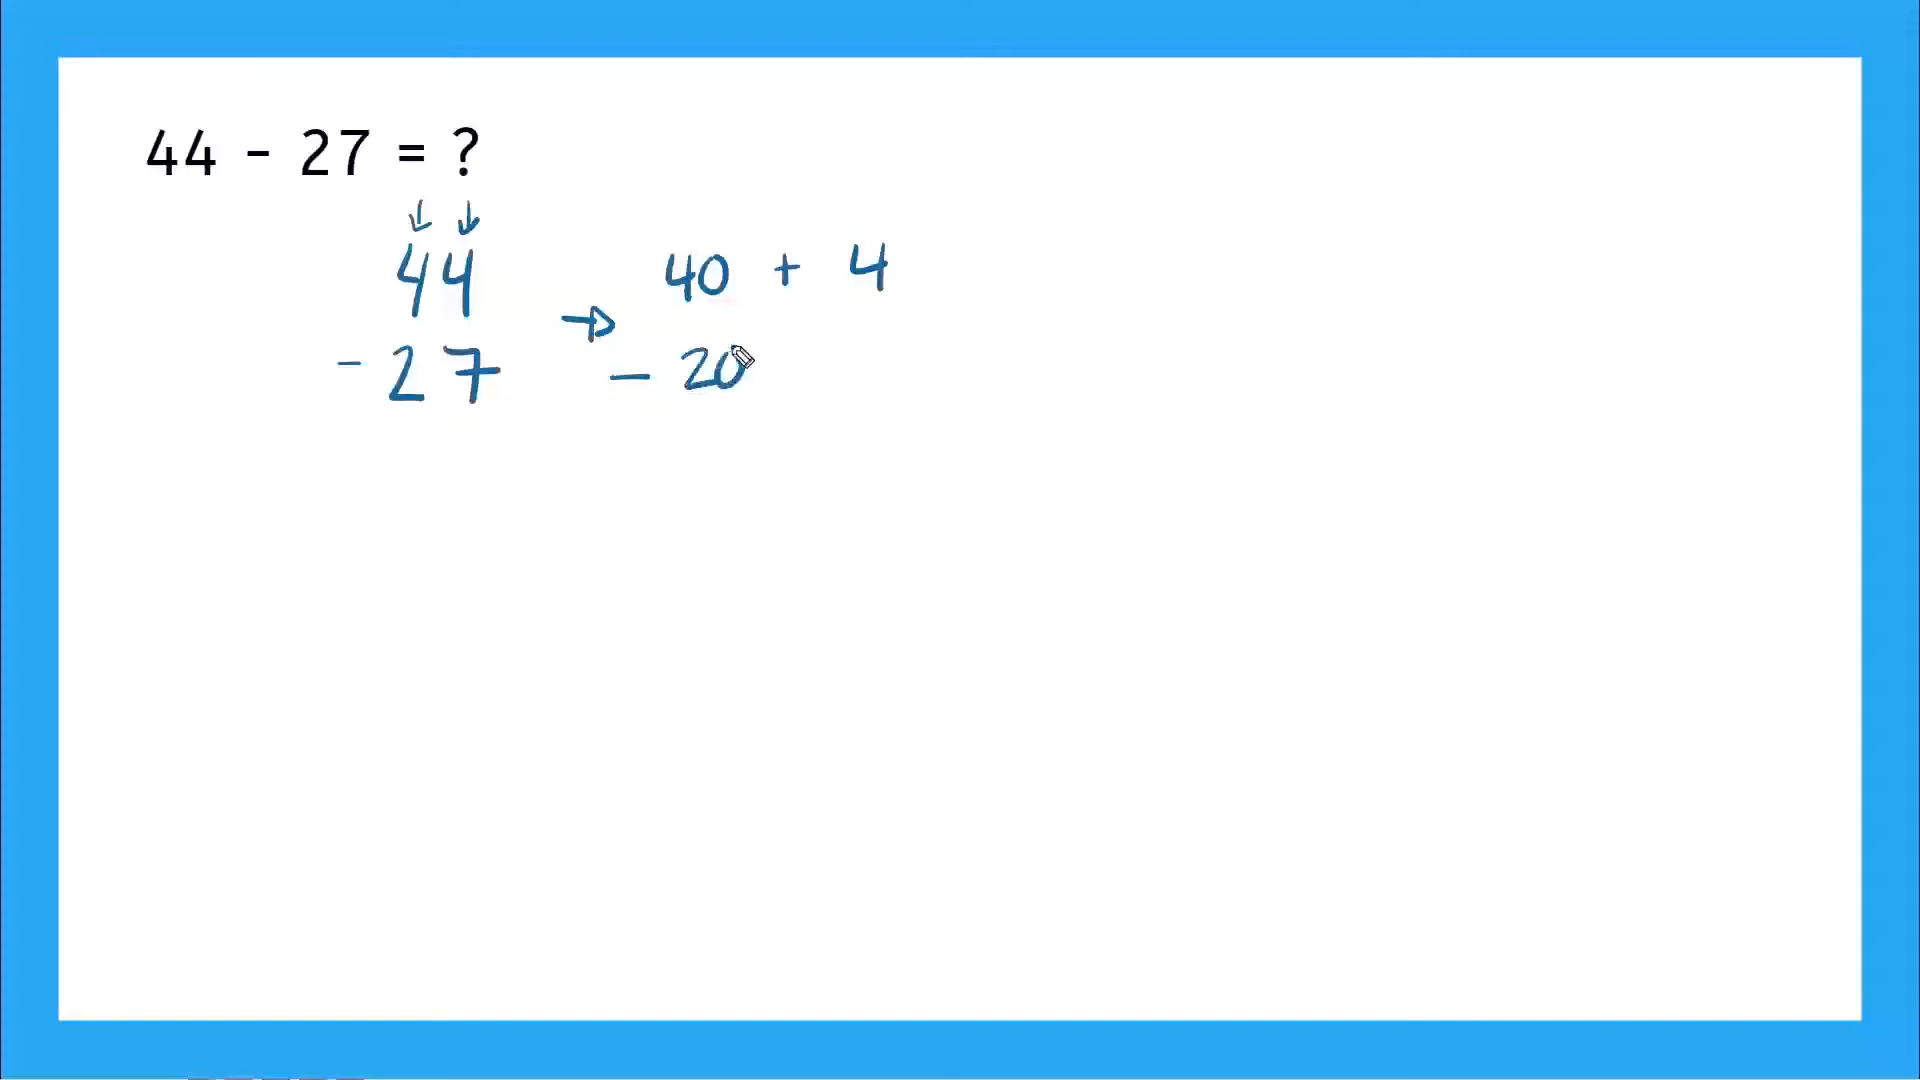 44 - 27 = ?
↓ ↓
44 → 40 + 4
- 27 - 20